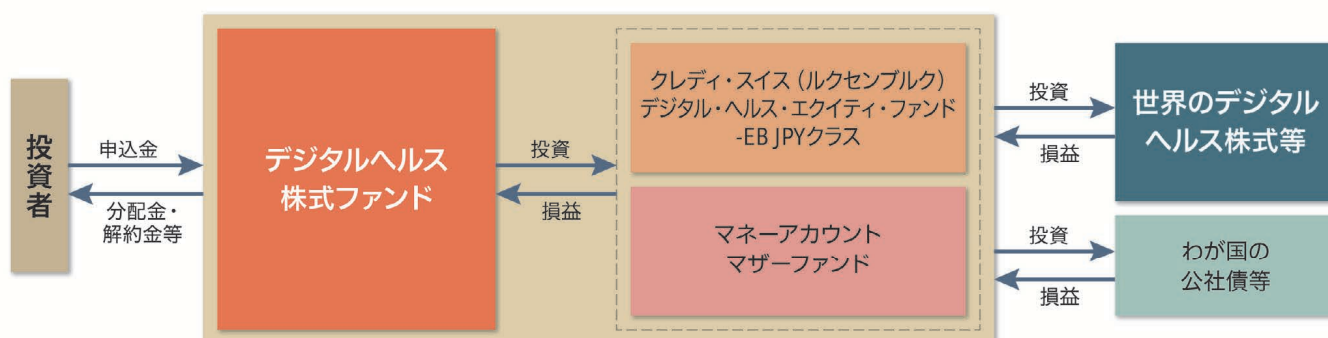 投資者
申込金
分配金・
解約金等
デジタルヘルス
株式ファンド
投資
損益
クレディ・スイス（ルクセンブルク）
デジタル・ヘルス・エクイティ・ファンド
-EB JPYクラス
マネーアカウント
マザーファンド
投資
損益
世界のデジタル
ヘルス株式等
投資
損益
わが国の
公社債等